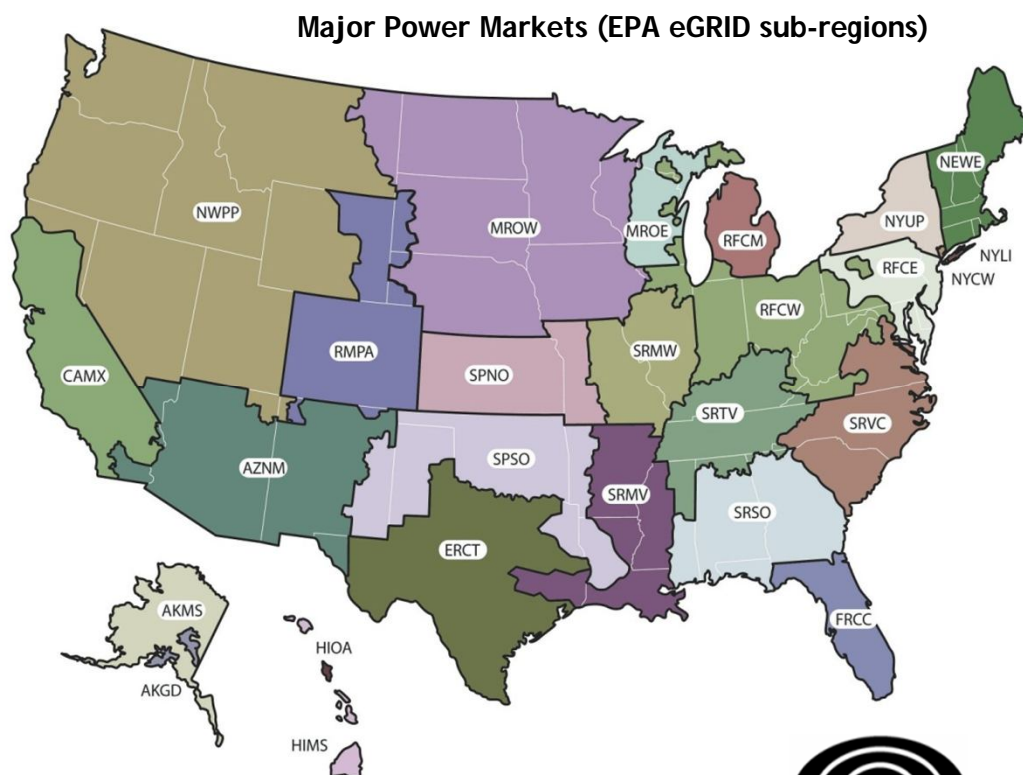 Major Power Markets (EPA eGRID sub-regions)
NEWE
NWPP
MROW
MROE
NYUP
RFCM
NYLI
RFCE
NYCW
RFCW
RMPA
SRMW
CAMX
SPNO
SRTV
SRVC
SPSO
AZNM
SRMV
SRSO
ERCT
AKMS
FRCC
HIOA
AKGD
HIMS